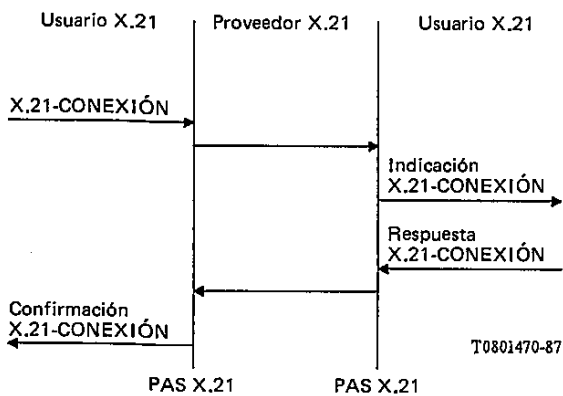 Usuario X.21 Proveedor X.21 Usuario X.21
X.21-CONEXIÓN
Indicación
X.21-CONEXIÓN
Respuesta
X.21-CONEXIÓN
Confirmación
X.21-CONEXIÓN
T0801470-87
PAS X.21 PAS X.21